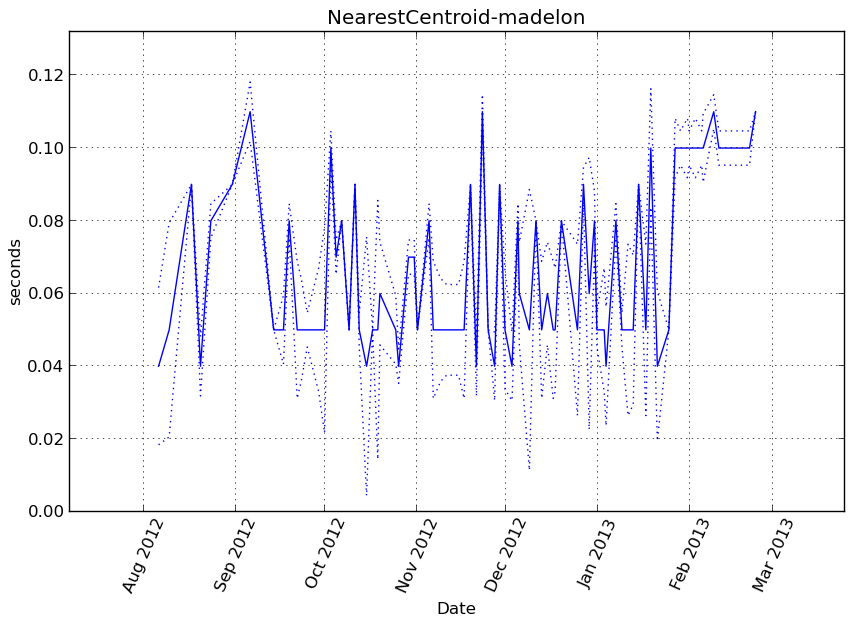 NearestCentroid-madelon
seconds
0.12
0.10
0.08
0.06
0.04
0.02
0.00
Aug 2012
Sep 2012
Oct 2012
Nov 2012
Dec 2012
Jan 2013
Feb 2013
Mar 2013
Date